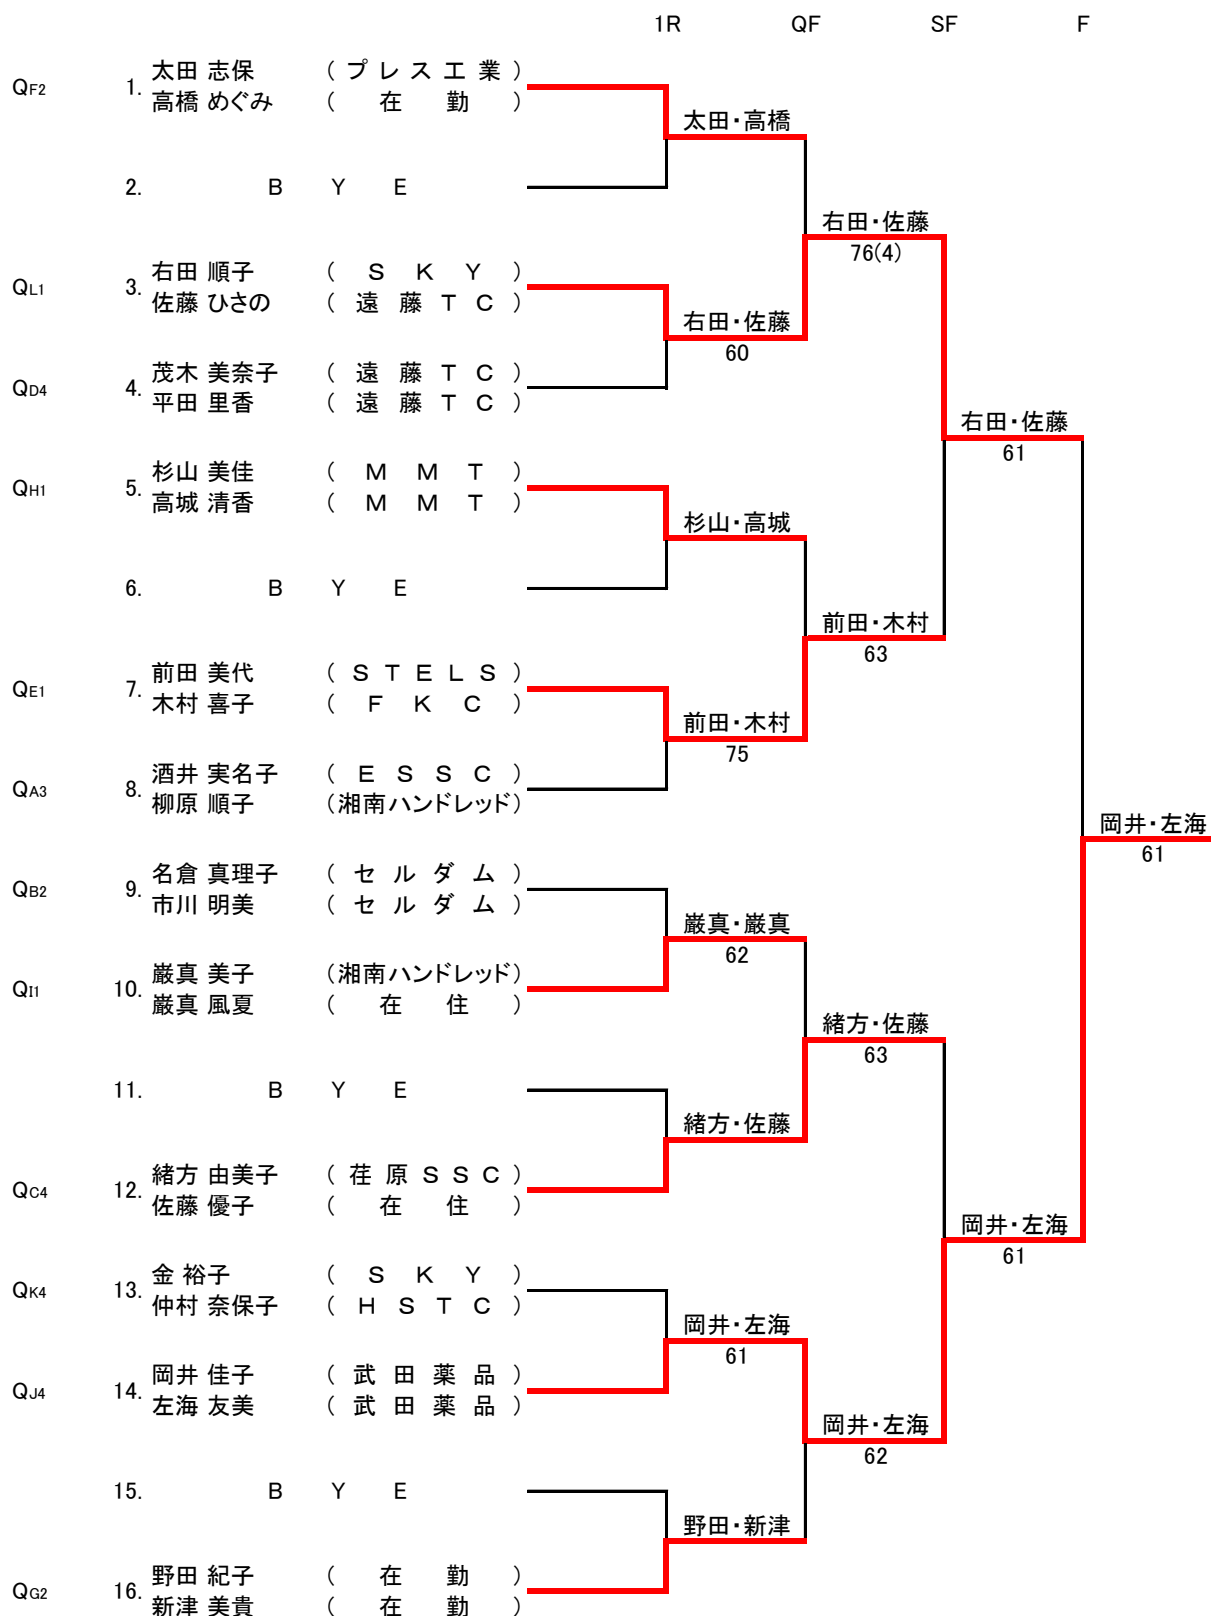 1R QF SF F
太田 志保 (プレス工業)
QF2 1.
高橋 めぐみ (在勤)
太田・高橋
2. BYE
右田・佐藤
76(4)
右田 順子 (SKY)
QL1 3.
佐藤 ひさの (遠藤TC)
右田・佐藤
60
茂木 美奈子 (遠藤TC)
QD4 4.
平田 里香 (遠藤TC)
右田・佐藤
61
杉山 美佳 (MMT)
QH1 5.
高城 清香 (MMT)
杉山・高城
6. BYE
前田・木村
63
前田 美代 (STELS)
QE1 7.
木村 喜子 (FKC)
前田・木村
75
酒井 実名子 (ESSC)
QA3 8.
柳原 順子 (湘南ハンドレッド)
岡井・左海
61
名倉 真理子 (セルダム)
QB2 9.
市川 明美 (セルダム)
巌真・巌真
62
巌真 美子 (湘南ハンドレッド)
QI1 10.
巌真 風夏 (在住)
緒方・佐藤
63
11. BYE
緒方・佐藤
緒方 由美子 (荏原SSC)
QC4 12.
佐藤 優子 (在住)
岡井・左海
61
金 裕子 (SKY)
QK4 13.
仲村 奈保子 (HSTC)
岡井・左海
61
岡井 佳子 (武田薬品)
QJ4 14.
左海 友美 (武田薬品)
岡井・左海
62
15. BYE
野田・新津
野田 紀子 (在勤)
QG2 16.
新津 美貴 (在勤)